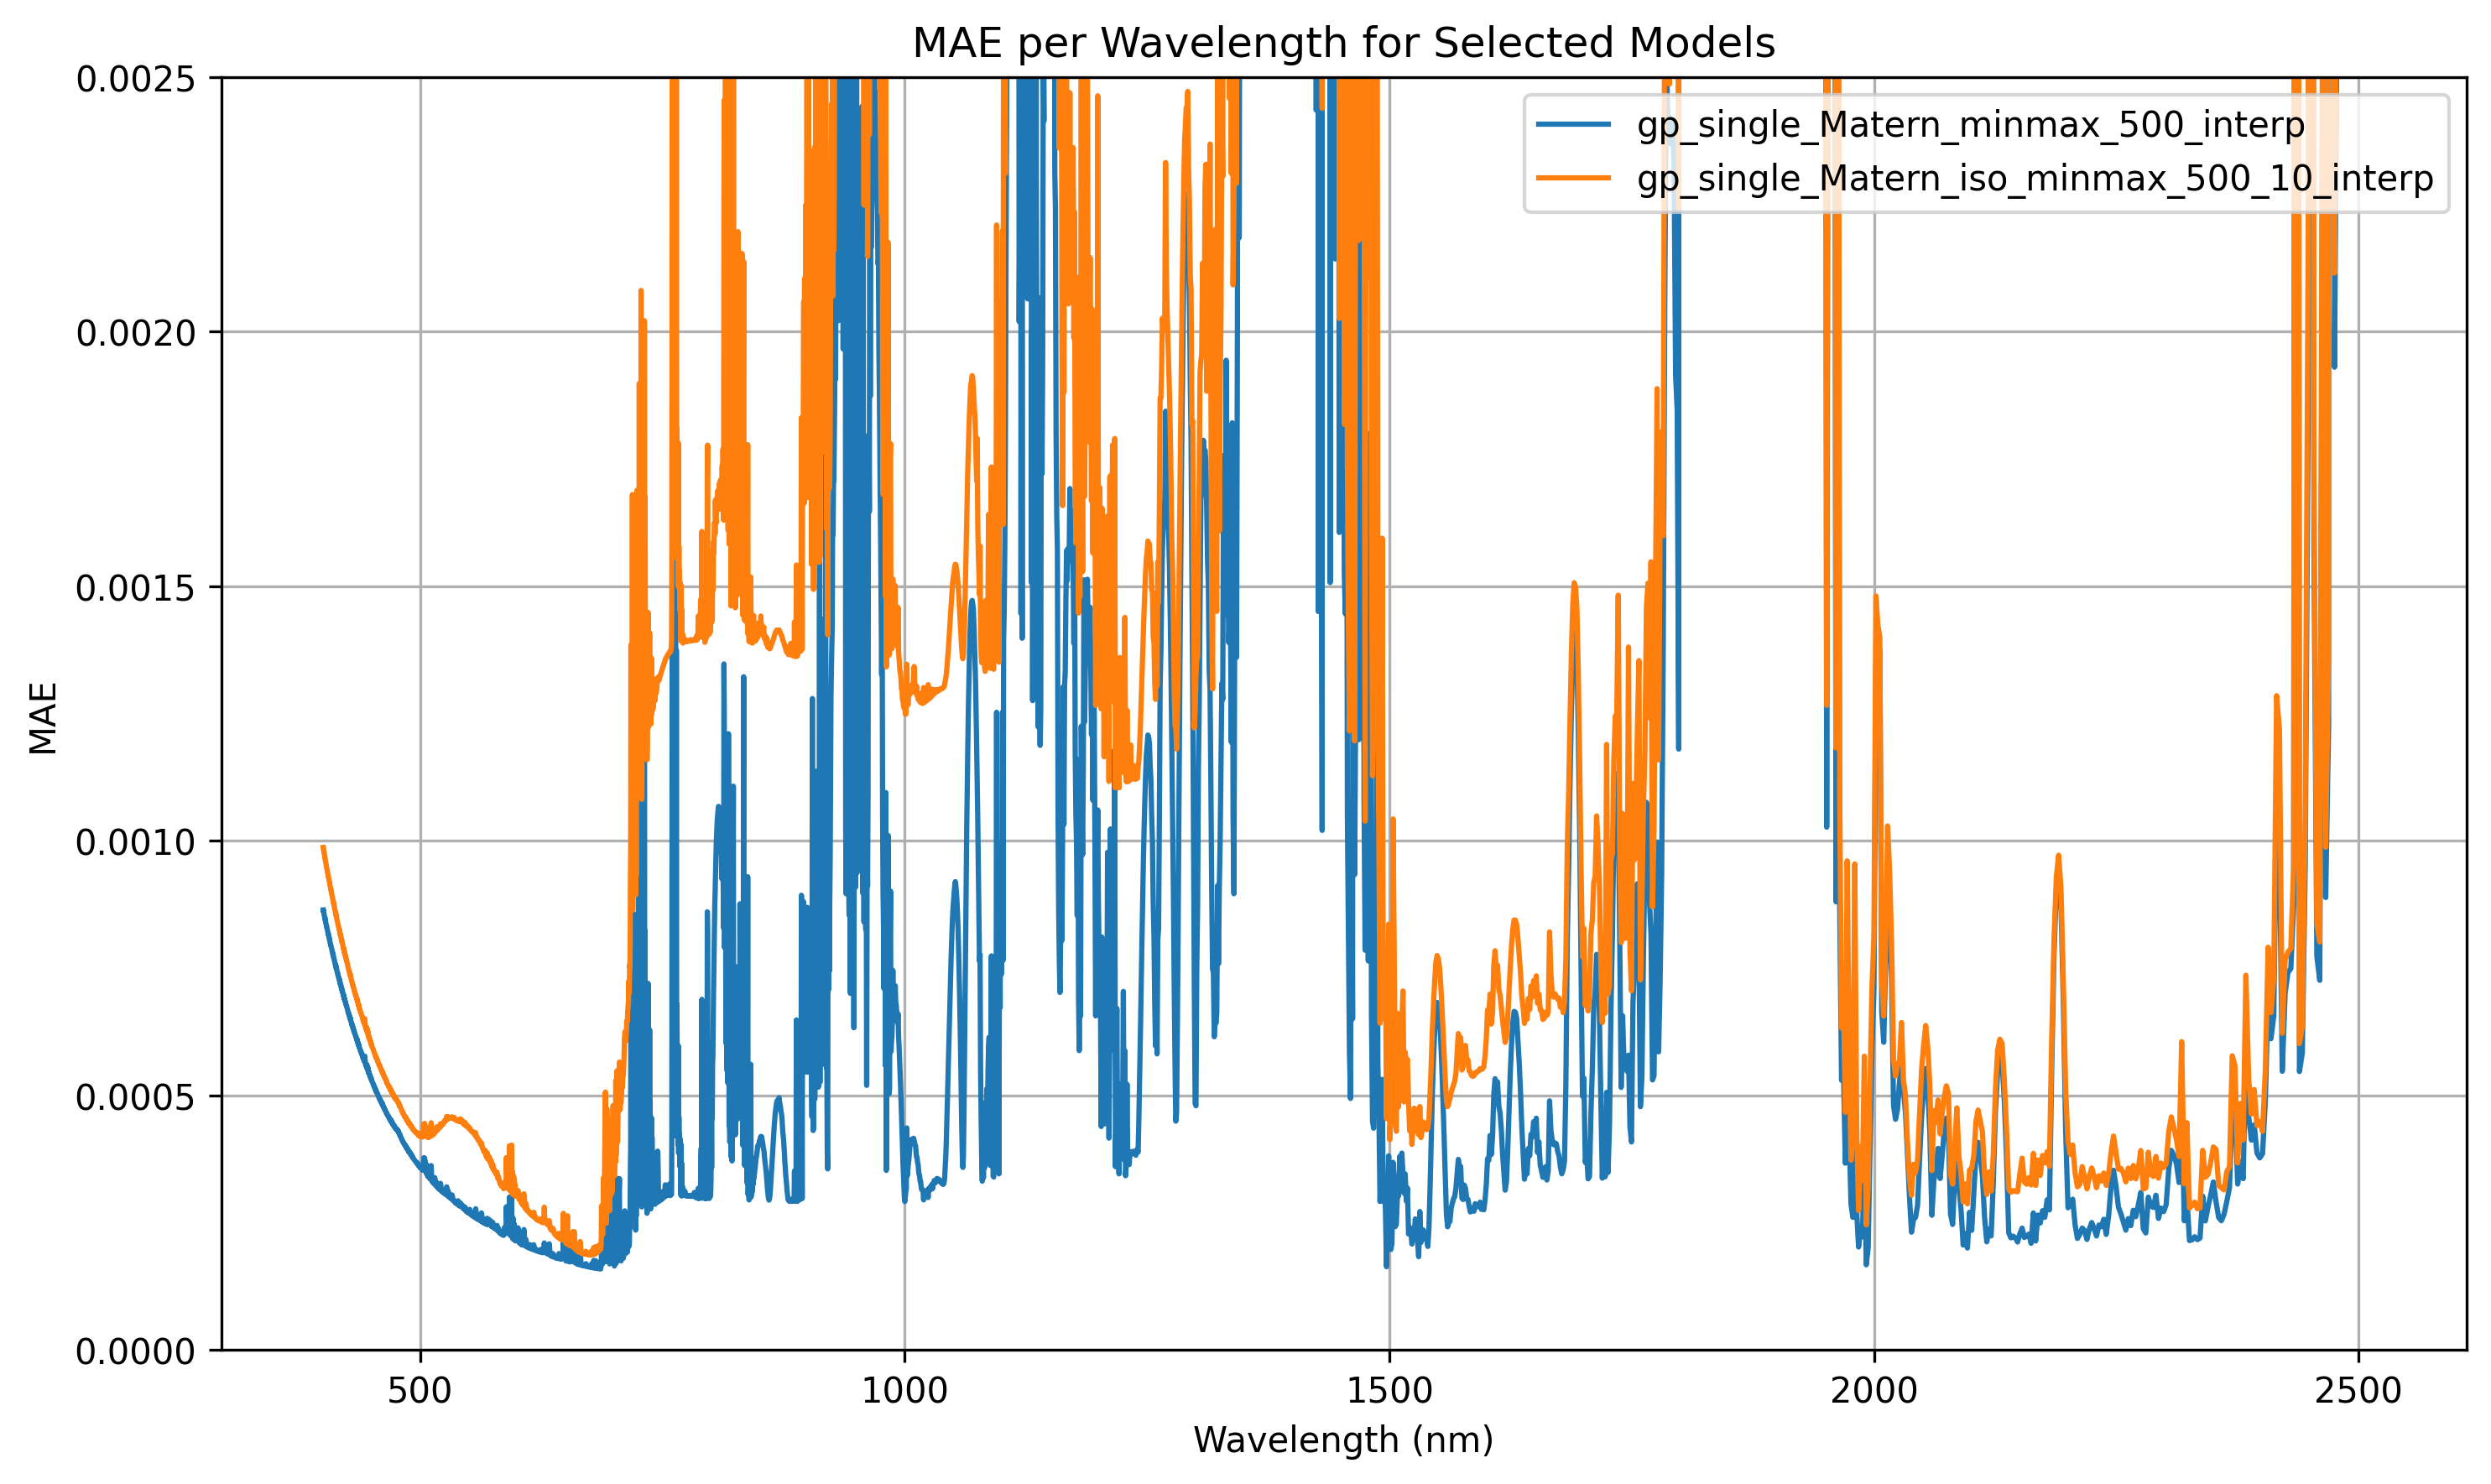 MAE per Wavelength for Selected Models
0.0025
0.0020
0.0015
0.0010
0.0005
0.0000
MAE
gp_single_Matern_minmax_500_interp
gp_single_Matern_iso_minmax_500_10_interp
500
1000
1500
2000
2500
Wavelength (nm)